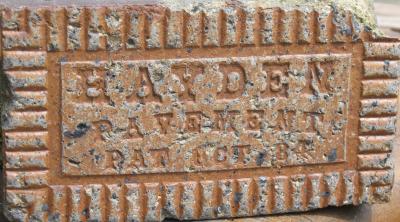 HAYDEN
PAVEMENT
PAT. OCT. 84